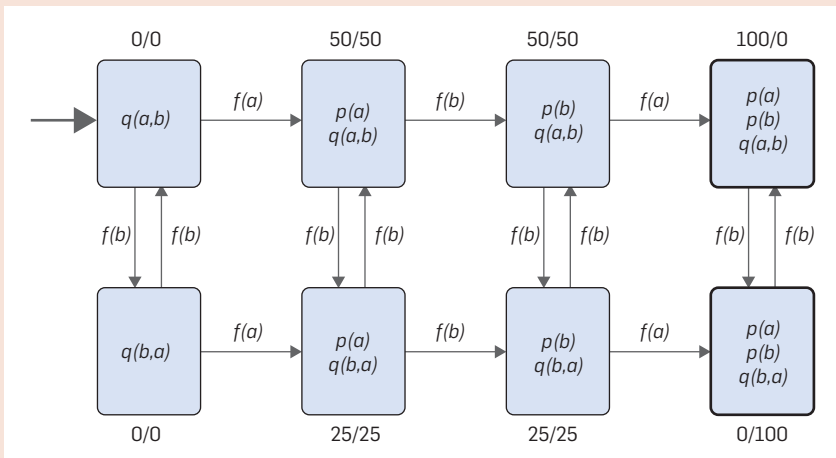 0/0 50/50 50/50 100/0
q(a,b) f(a) p(a) f(b) p(b) f(a) p(a)
q(a,b) q(a,b) p(b)
q(a,b)
f(b) f(b) f(b) f(b) f(b) f(b) f(b) f(b)
q(b,a) f(a) p(a) f(b) p(b) f(a) p(a)
q(b,a) q(b,a) p(b)
q(b,a)
0/0 25/25 25/25 0/100